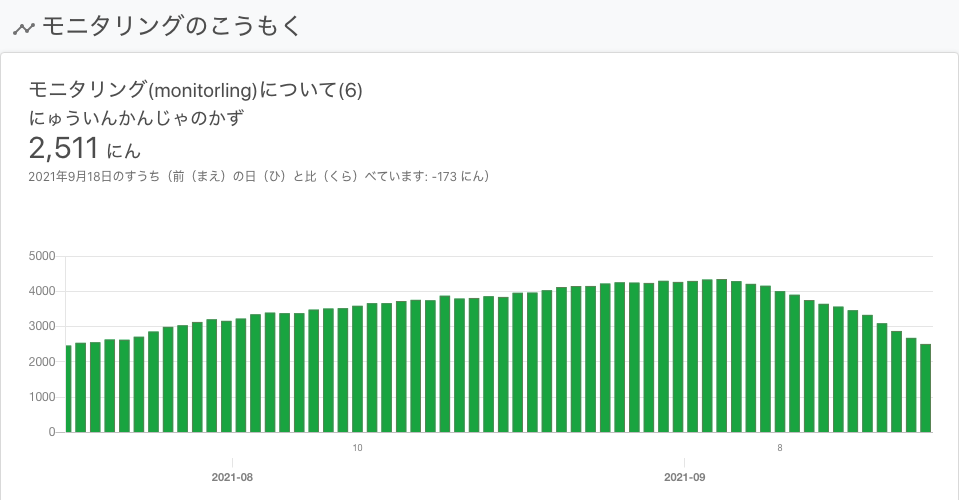 モニタリングのこうもく
モニタリング(monitorling)について(6)
にゅういんかんじゃのかず
2,511 にん
2021年9月18日のすうち（前（まえ）の日（ひ）と比（くら）べています: -173 にん）
5000
4000
3000
2000
1000
0
10
8
2021-08
2021-09